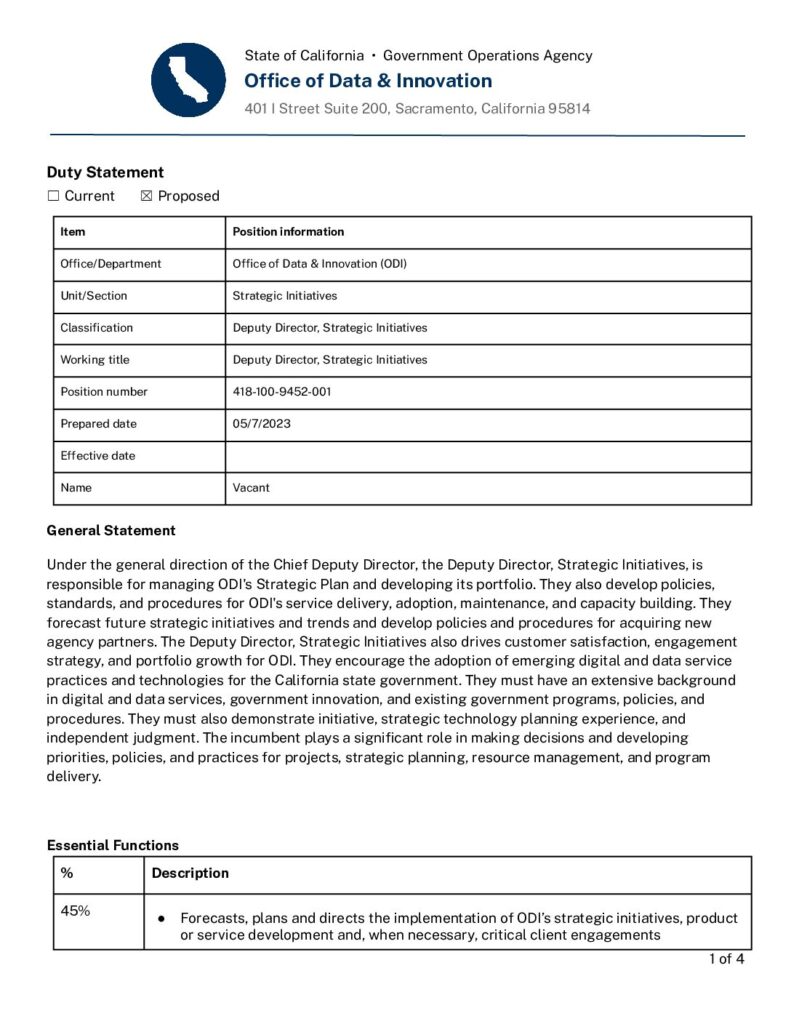 State of California • Government Operations Agency
Office of Data & Innovation
401 I Street Suite 200, Sacramento, California 95814
Duty Statement
☐ Current ☒ Proposed
Item Position information
Office/Department Office of Data & Innovation (ODI)
Unit/Section Strategic Initiatives
Classification Deputy Director, Strategic Initiatives
Working title Deputy Director, Strategic Initiatives
Position number 418-100-9452-001
Prepared date 05/7/2023
Effective date
Name Vacant
General Statement
Under the general direction of the Chief Deputy Director, the Deputy Director, Strategic Initiatives, is
responsible for managing ODI's Strategic Plan and developing its portfolio. They also develop policies,
standards, and procedures for ODI's service delivery, adoption, maintenance, and capacity building. They
forecast future strategic initiatives and trends and develop policies and procedures for acquiring new
agency partners. The Deputy Director, Strategic Initiatives also drives customer satisfaction, engagement
strategy, and portfolio growth for ODI. They encourage the adoption of emerging digital and data service
practices and technologies for the California state government. They must have an extensive background
in digital and data services, government innovation, and existing government programs, policies, and
procedures. They must also demonstrate initiative, strategic technology planning experience, and
independent judgment. The incumbent plays a significant role in making decisions and developing
priorities, policies, and practices for projects, strategic planning, resource management, and program
delivery.
Essential Functions
% Description
45% ● Forecasts, plans and directs the implementation of ODI's strategic initiatives, product
or service development and, when necessary, critical client engagements
1 of 4